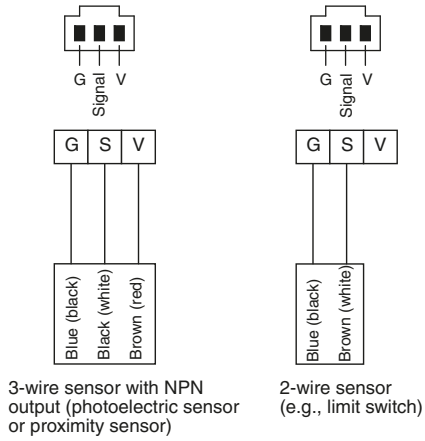 G Signal V
G Signal V
G S V
G S V
Blue (black)
Black (white)
Brown (red)
Blue (black)
Brown (white)
3-wire sensor with NPN
output (photoelectric sensor
or proximity sensor)
2-wire sensor
(e.g., limit switch)